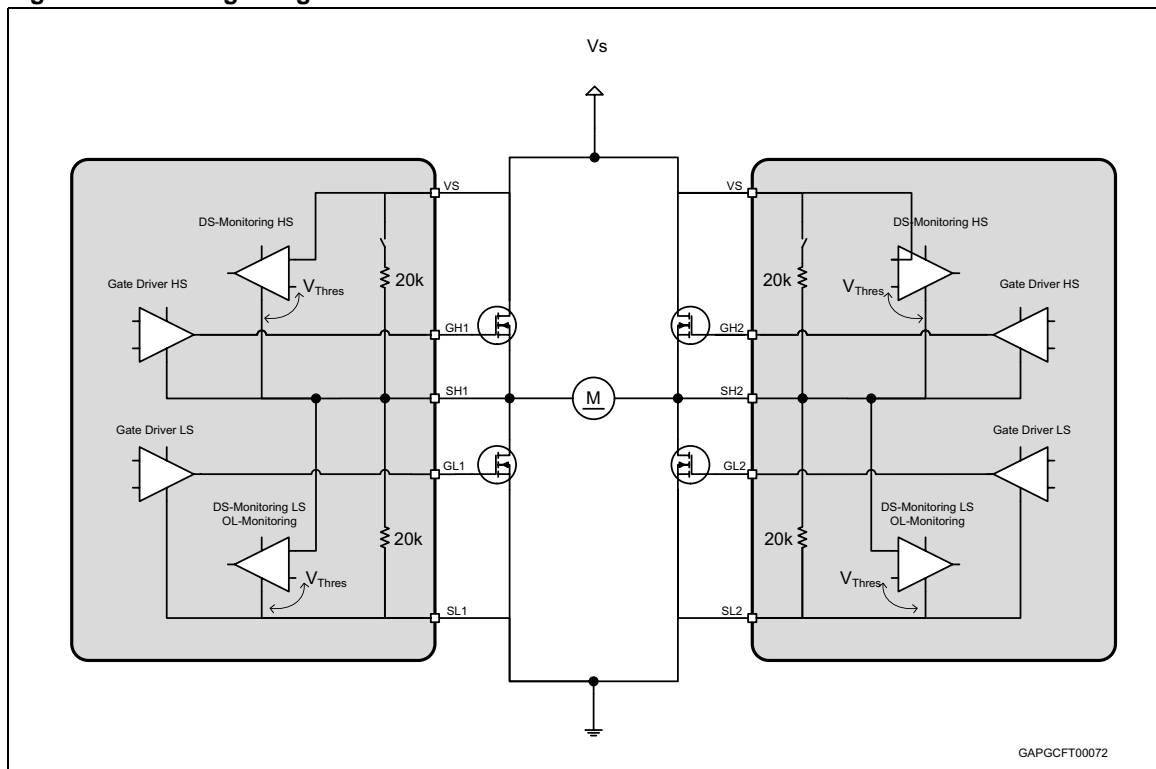 Vs
VS
VS
DS-Monitoring HS
DS-Monitoring HS
Gate Driver HS
20k
20k
Gate Driver HS
VThres
VThres
GH1
GH2
SH1
M
SH2
Gate Driver LS
Gate Driver LS
GL1
GL2
DS-Monitoring LS
OL-Monitoring
DS-Monitoring LS
OL-Monitoring
20k
20k
VThres
VThres
SL1
SL2
GAPGCFT00072